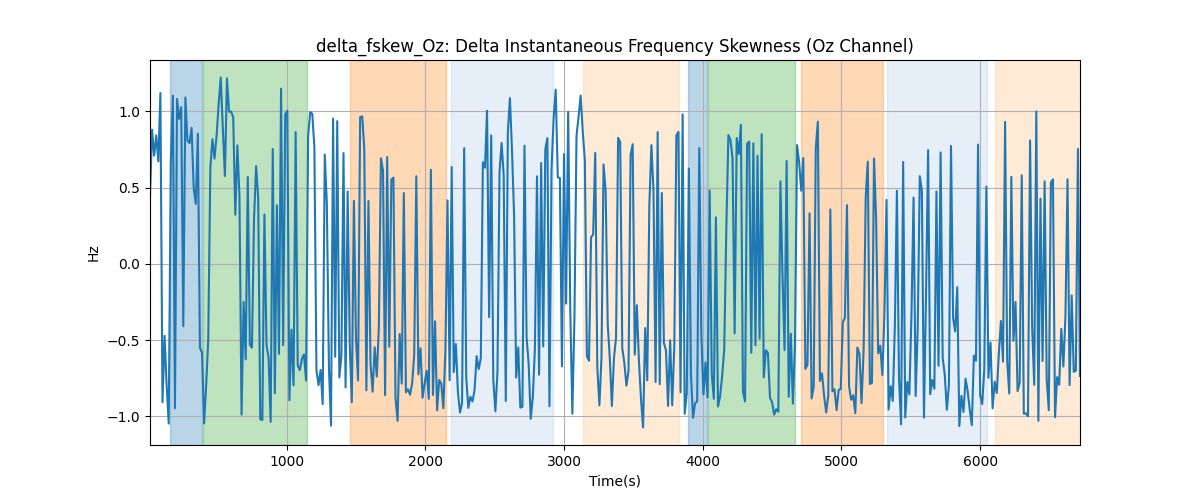 delta_fskew_Oz: Delta Instantaneous Frequency Skewness (Oz Channel)
Hz
1.0
0.5
0.0
−0.5
−1.0
1000 2000 3000 4000 5000 6000
Time(s)